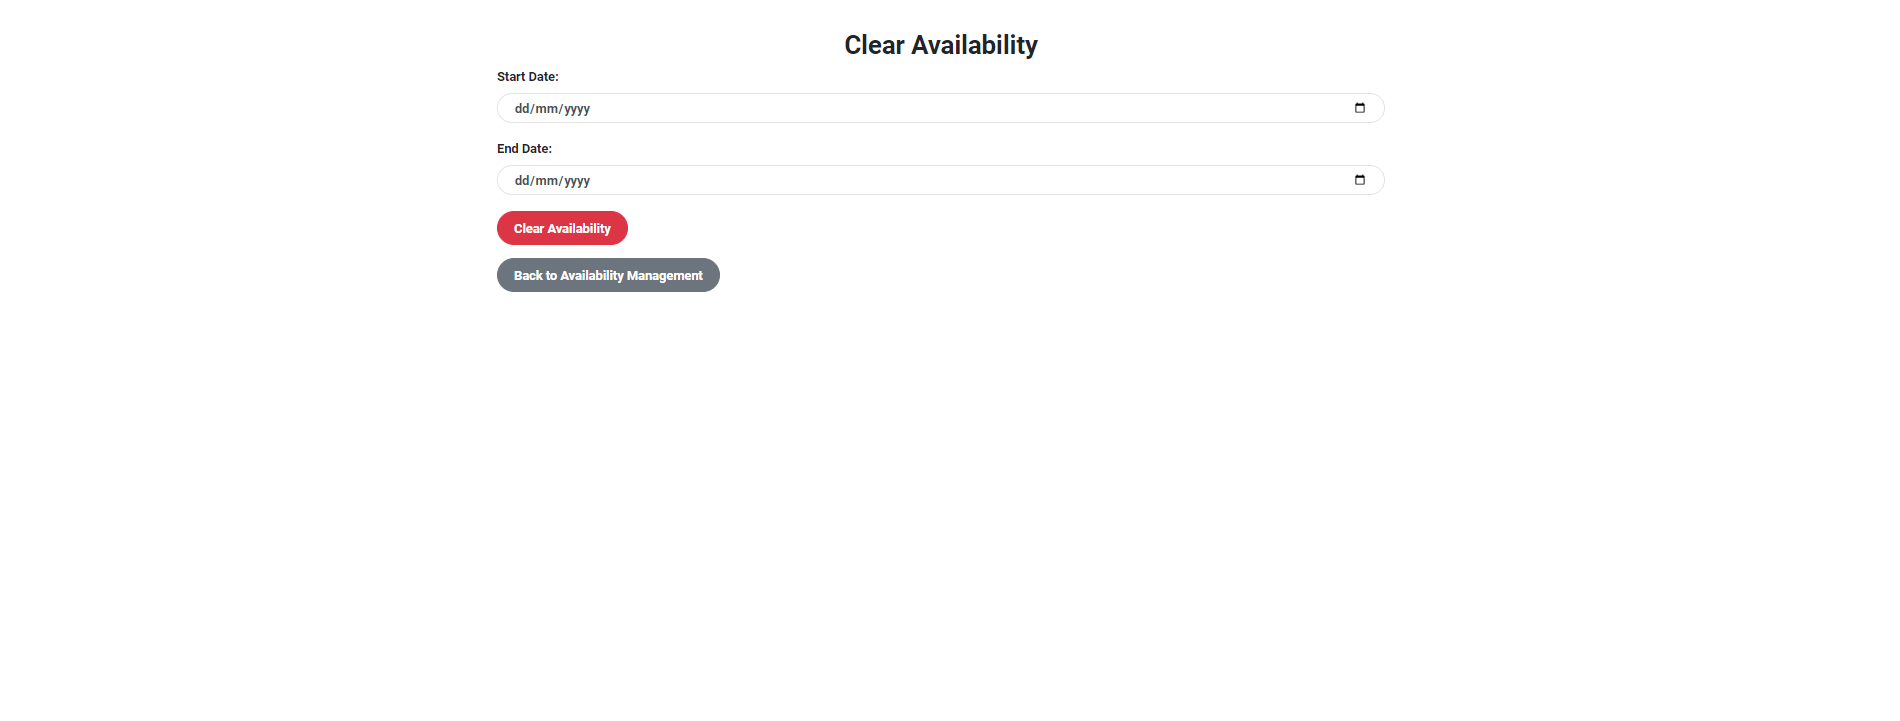 Clear Availability
Start Date:
dd/mm/yyyy
End Date:
dd/mm/yyyy
Clear Availability
Back to Availability Management